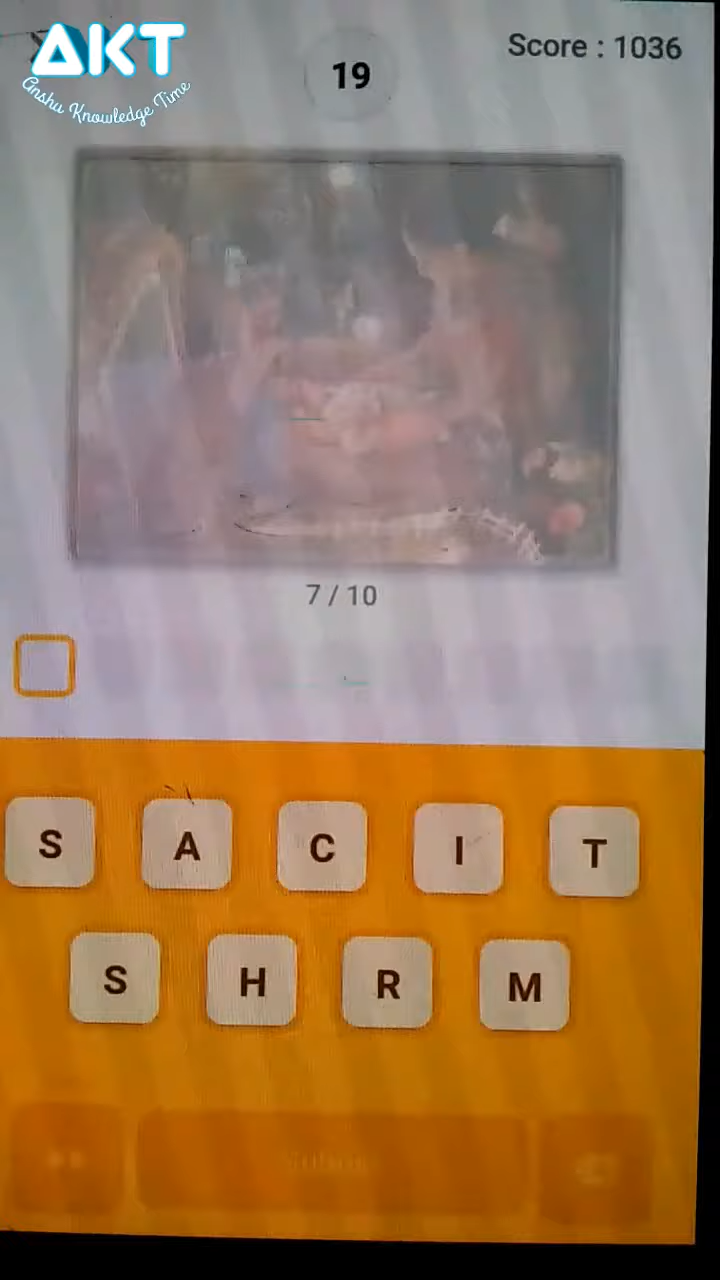 AKT
Anshu Knowledge Time
19
Score : 1036
7 / 10
S A C I T
S H R M